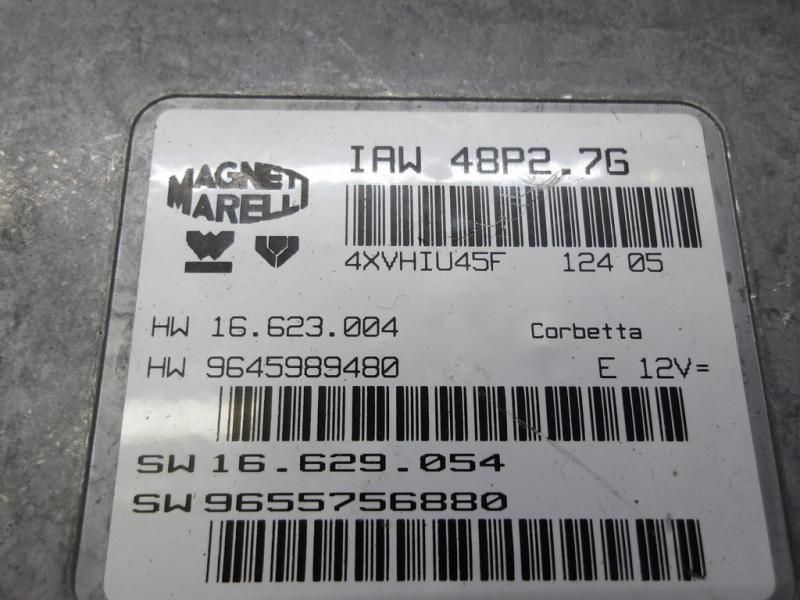 MAGNETI
MARELLI
IAW 48P2.7G
4XVHIU45F 124 05
HW 16.623.004 Corbetta
HW 9645989480 E 12V=
SW 16.629.054
SW 9655756880